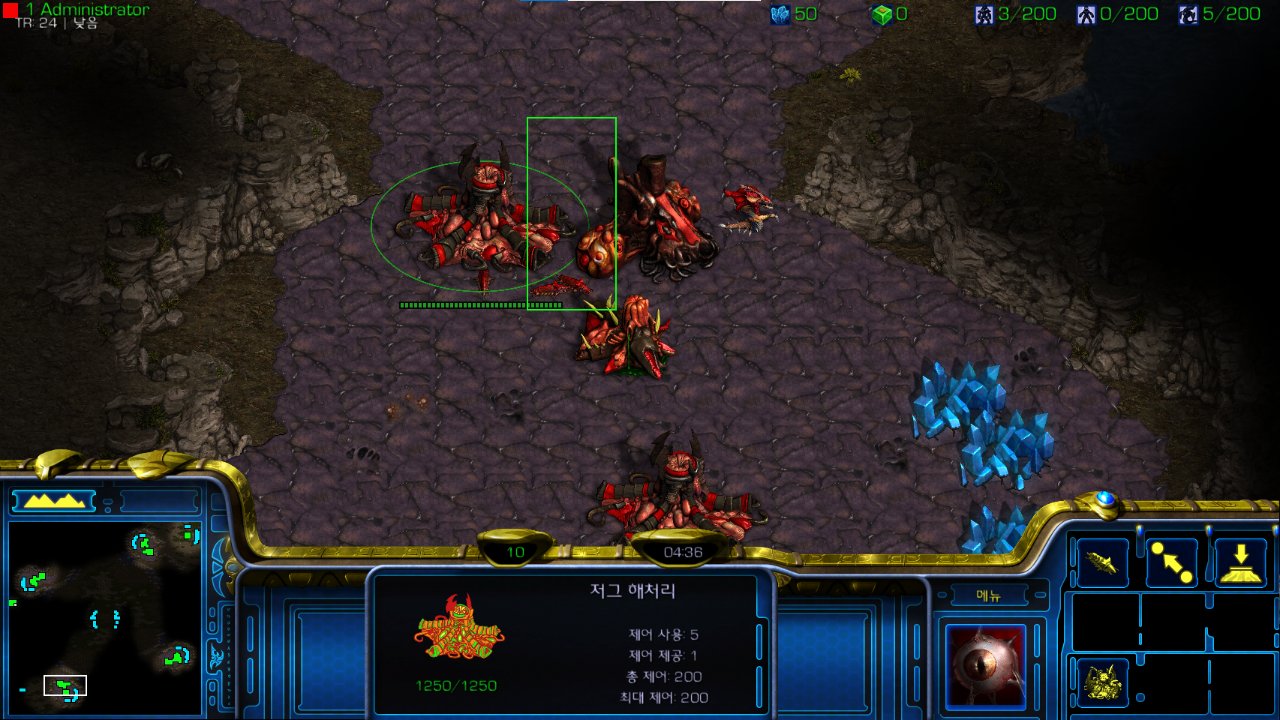 1 Administrator
TR: 24 | 낮음
50
0
3/200
0/200
5/200
10
04:36
저그 해처리
1250/1250
제어 사용: 5
제어 제공: 1
총 제어: 200
최대 제어: 200
메뉴